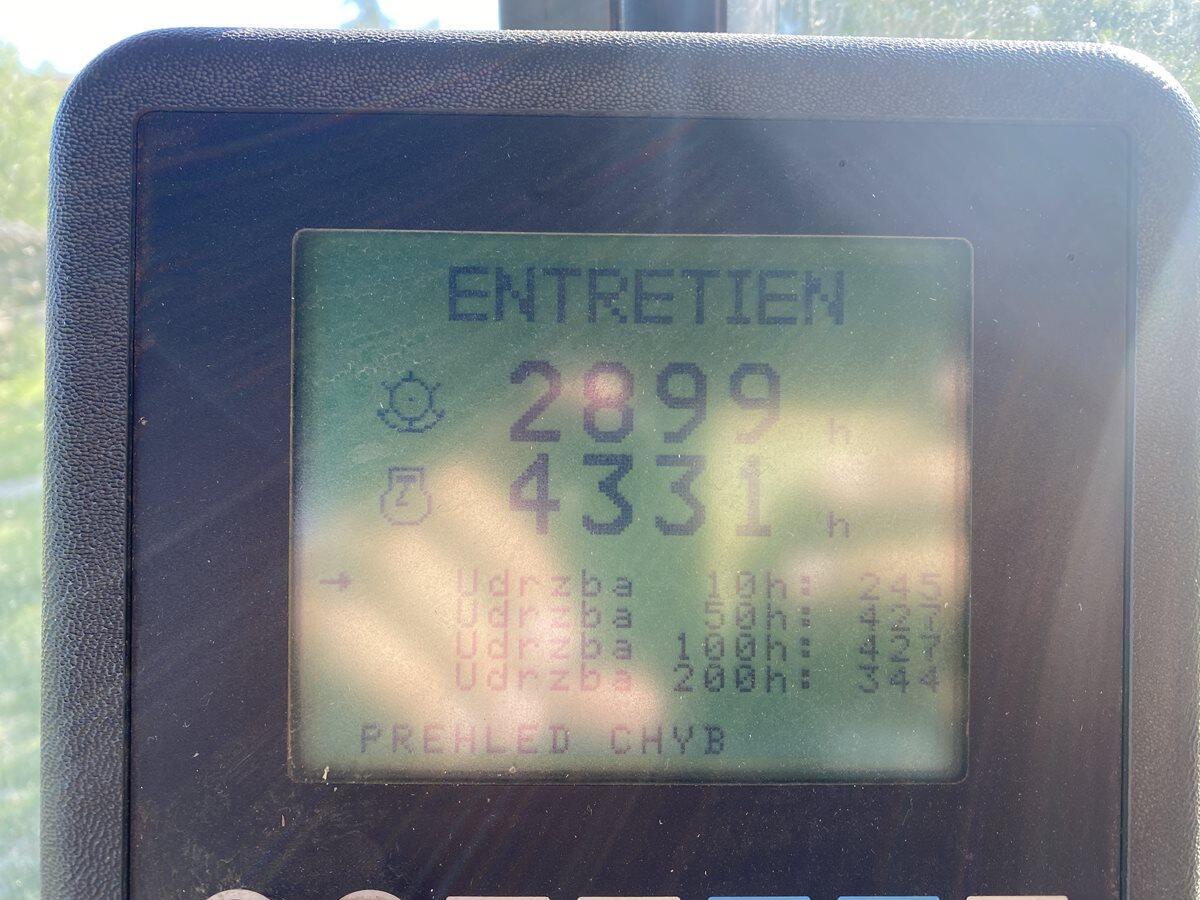 ENTRETIEN
2899 h
4331 h
→ Udrzba 10h: 245
Udrzba 50h: 427
Udrzba 100h: 427
Udrzba 200h: 344
PREHLED CHYB